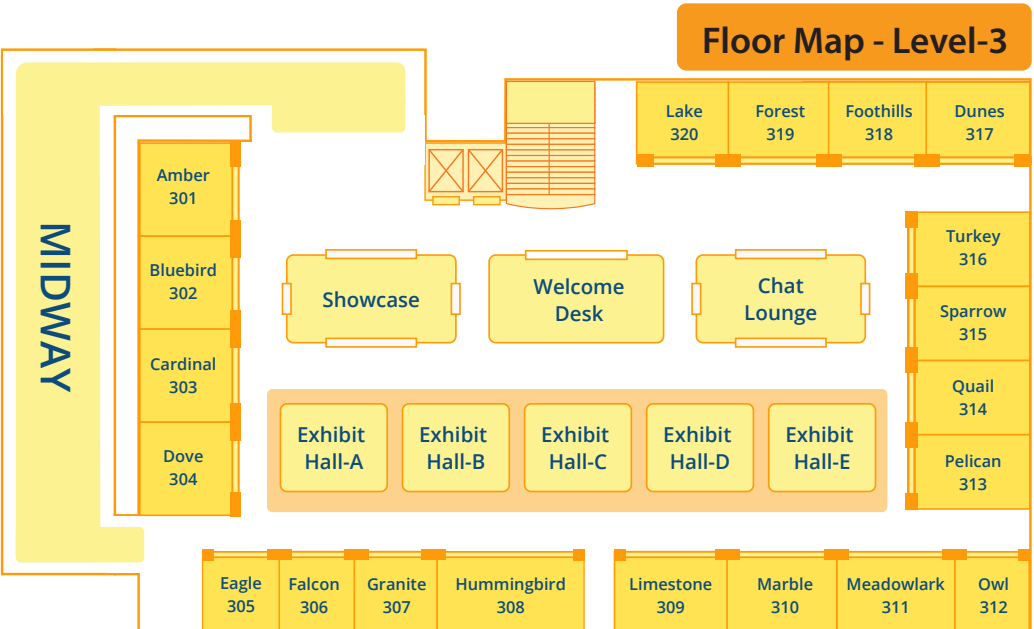 Floor Map - Level-3
Lake
320
Forest
319
Foothills
318
Dunes
317
Amber
301
Bluebird
302
Cardinal
303
Dove
304
MIDWAY
Turkey
316
Sparrow
315
Quail
314
Pelican
313
Showcase
Welcome
Desk
Chat
Lounge
Exhibit
Hall-A
Exhibit
Hall-B
Exhibit
Hall-C
Exhibit
Hall-D
Exhibit
Hall-E
Eagle
305
Falcon
306
Granite
307
Hummingbird
308
Limestone
309
Marble
310
Meadowlark
311
Owl
312